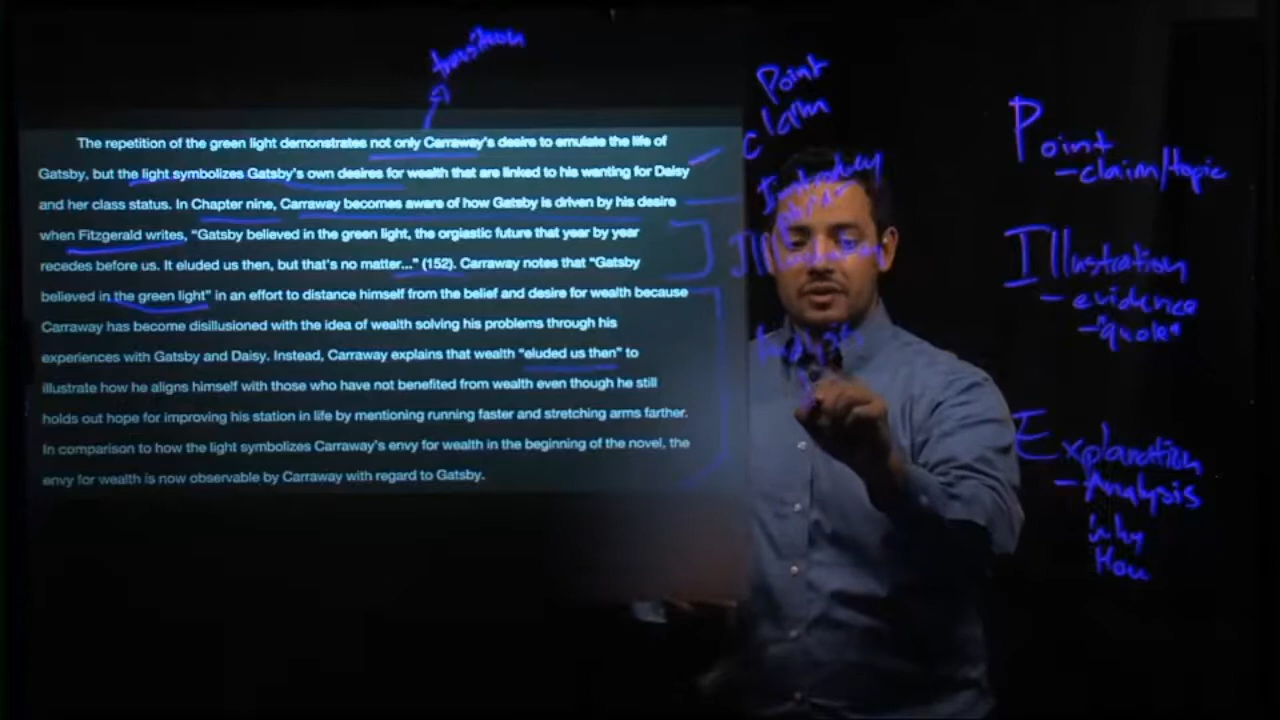 transition
The repetition of the green light demonstrates not only Carraway's desire to emulate the life of
Gatsby, but the light symbolizes Gatsby's own desires for wealth that are linked to his wanting for Daisy
and her class status. In Chapter nine, Carraway becomes aware of how Gatsby is driven by his desire
when Fitzgerald writes, “Gatsby believed in the green light, the orgiastic future that year by year
recedes before us. It eluded us then, but that's no matter...” (152). Carraway notes that “Gatsby
believed in the green light” in an effort to distance himself from the belief and desire for wealth because
Carraway has become disillusioned with the idea of wealth solving his problems through his
experiences with Gatsby and Daisy. Instead, Carraway explains that wealth “eluded us then” to
illustrate how he aligns himself with those who have not benefited from wealth even though he still
holds out hope for improving his station in life by mentioning running faster and stretching arms farther.
In comparison to how the light symbolizes Carraway's envy for wealth in the beginning of the novel, the
envy for wealth is now observable by Carraway with regard to Gatsby.
Point
claim
Point
-claim/topic
Illustration
-evidence
-"quote"
Explanation
-Analysis
why
How